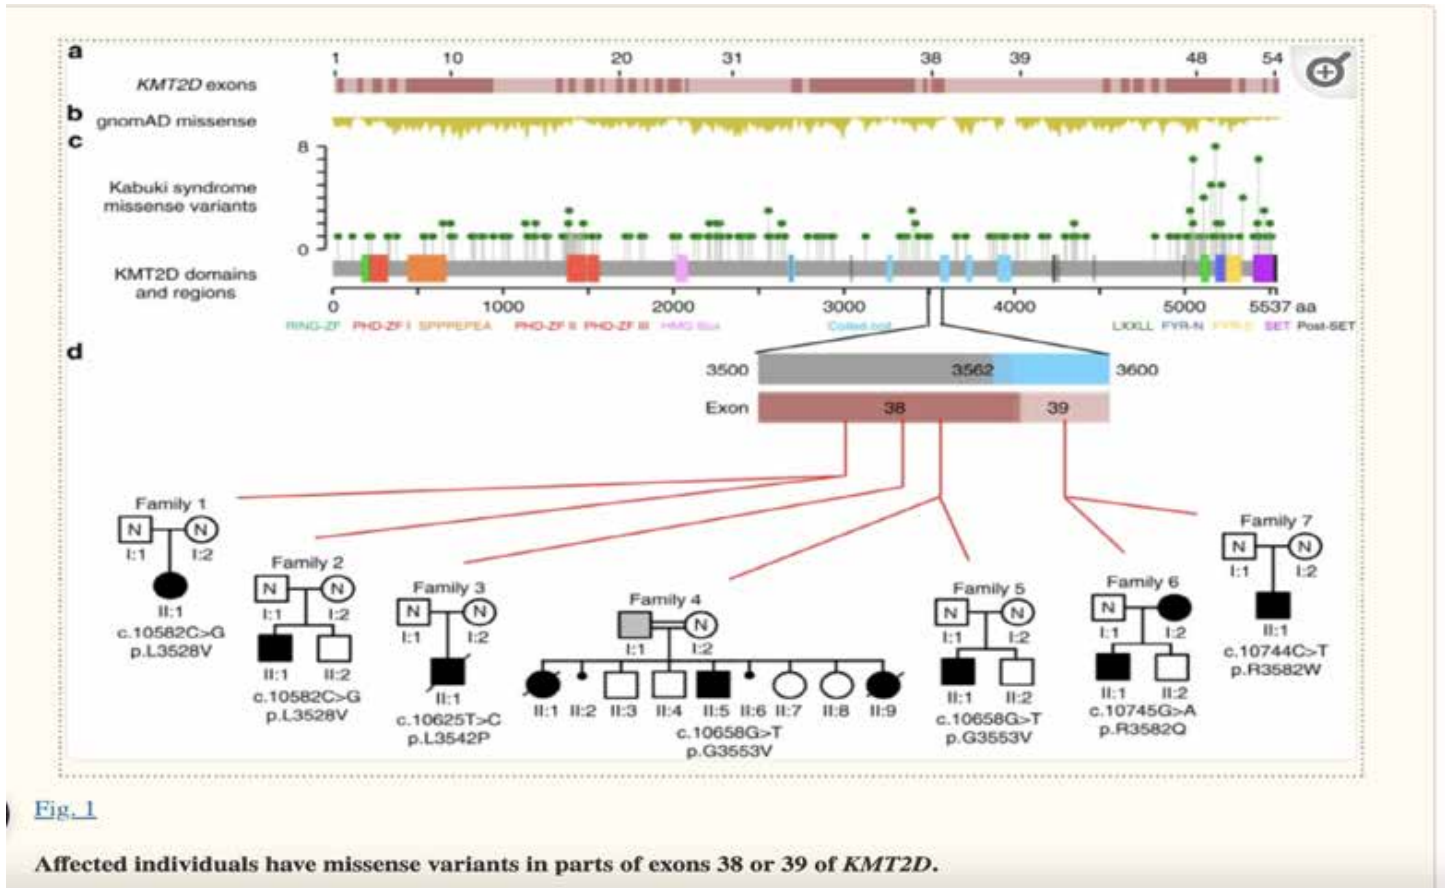 a
1 10 20 31 38 39 48 54
KMT2D exons
b
gnomAD missense
c
8
Kabuki syndrome
missense variants
0
KMT2D domains
and regions
0 1000 2000 3000 4000 5000 5537 aa
RING-ZF PHD-ZF I SPPPEPEA PHD-ZF II PHD-ZF III HMG Box Coiled-coil LXXLL FYR-N FYR-C SET Post-SET
d
3500 3562 3600
Exon 38 39
Family 1
N N
I:1 I:2
II:1
c.10582C>G
p.L3528V
Family 2
N N
I:1 I:2
II:1 II:2
c.10582C>G
p.L3528V
Family 3
N N
I:1 I:2
II:1
c.10625T>C
p.L3542P
Family 4
N
I:1 I:2
II:1 II:2 II:3 II:4 II:5 II:6 II:7 II:8 II:9
c.10658G>T
p.G3553V
Family 5
N N
I:1 I:2
II:1 II:2
c.10658G>T
p.G3553V
Family 6
N
I:1 I:2
II:1 II:2
c.10745G>A
p.R3582Q
Family 7
N N
I:1 I:2
II:1
c.10744C>T
p.R3582W
Fig. 1
Affected individuals have missense variants in parts of exons 38 or 39 of KMT2D.